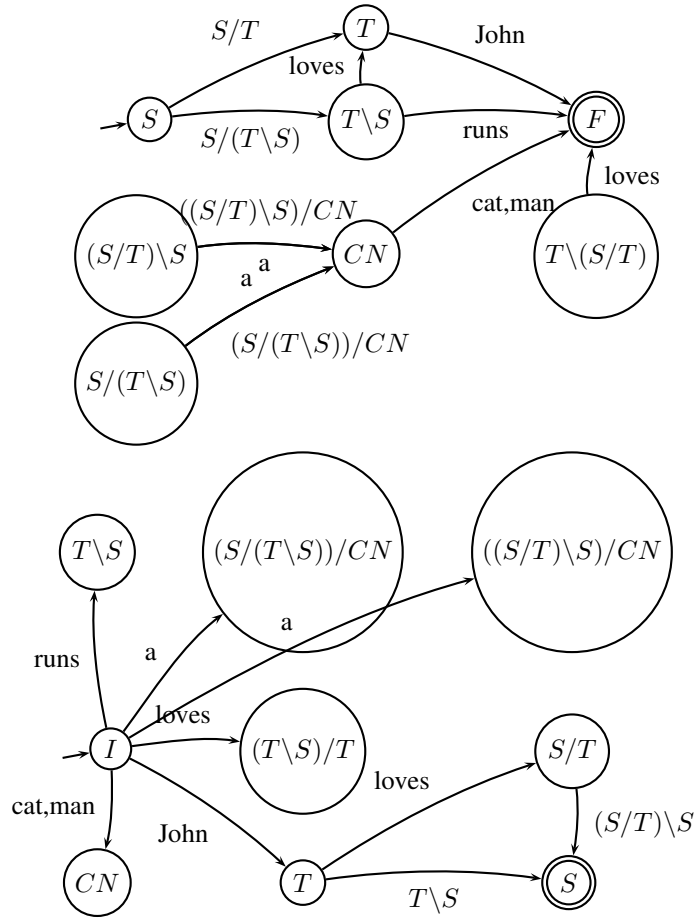 S/T
T
John
loves
S
S/(T\S)
T\S
runs
F
loves
cat,man
((S/T)\S)/CN
(S/T)\S
CN
T\(S/T)
a
a
(S/(T\S))/CN
S/(T\S)
T\S
(S/(T\S))/CN
((S/T)\S)/CN
a
a
runs
loves
I
(T\S)/T
S/T
loves
cat,man
John
(S/T)\S
CN
T
T\S
S